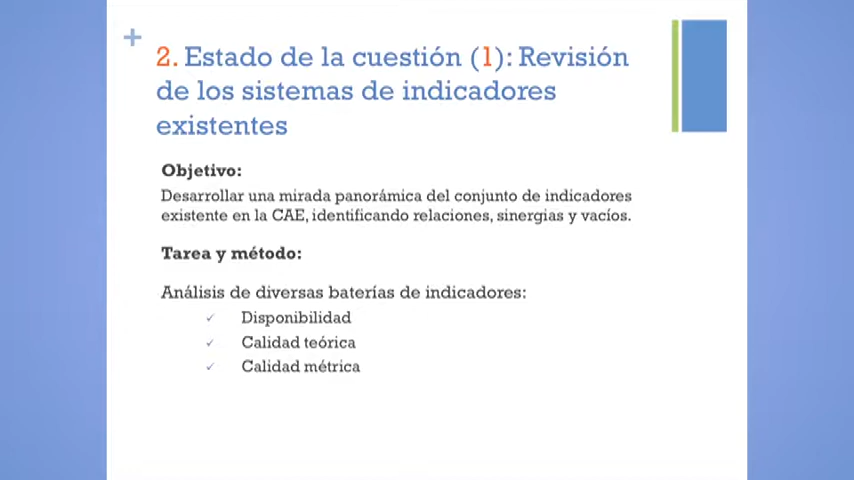 2. Estado de la cuestión (1): Revisión
de los sistemas de indicadores
existentes
Objetivo:
Desarrollar una mirada panorámica del conjunto de indicadores
existente en la CAE, identificando relaciones, sinergias y vacíos.
Tarea y método:
Análisis de diversas baterías de indicadores:
✓ Disponibilidad
✓ Calidad teórica
✓ Calidad métrica